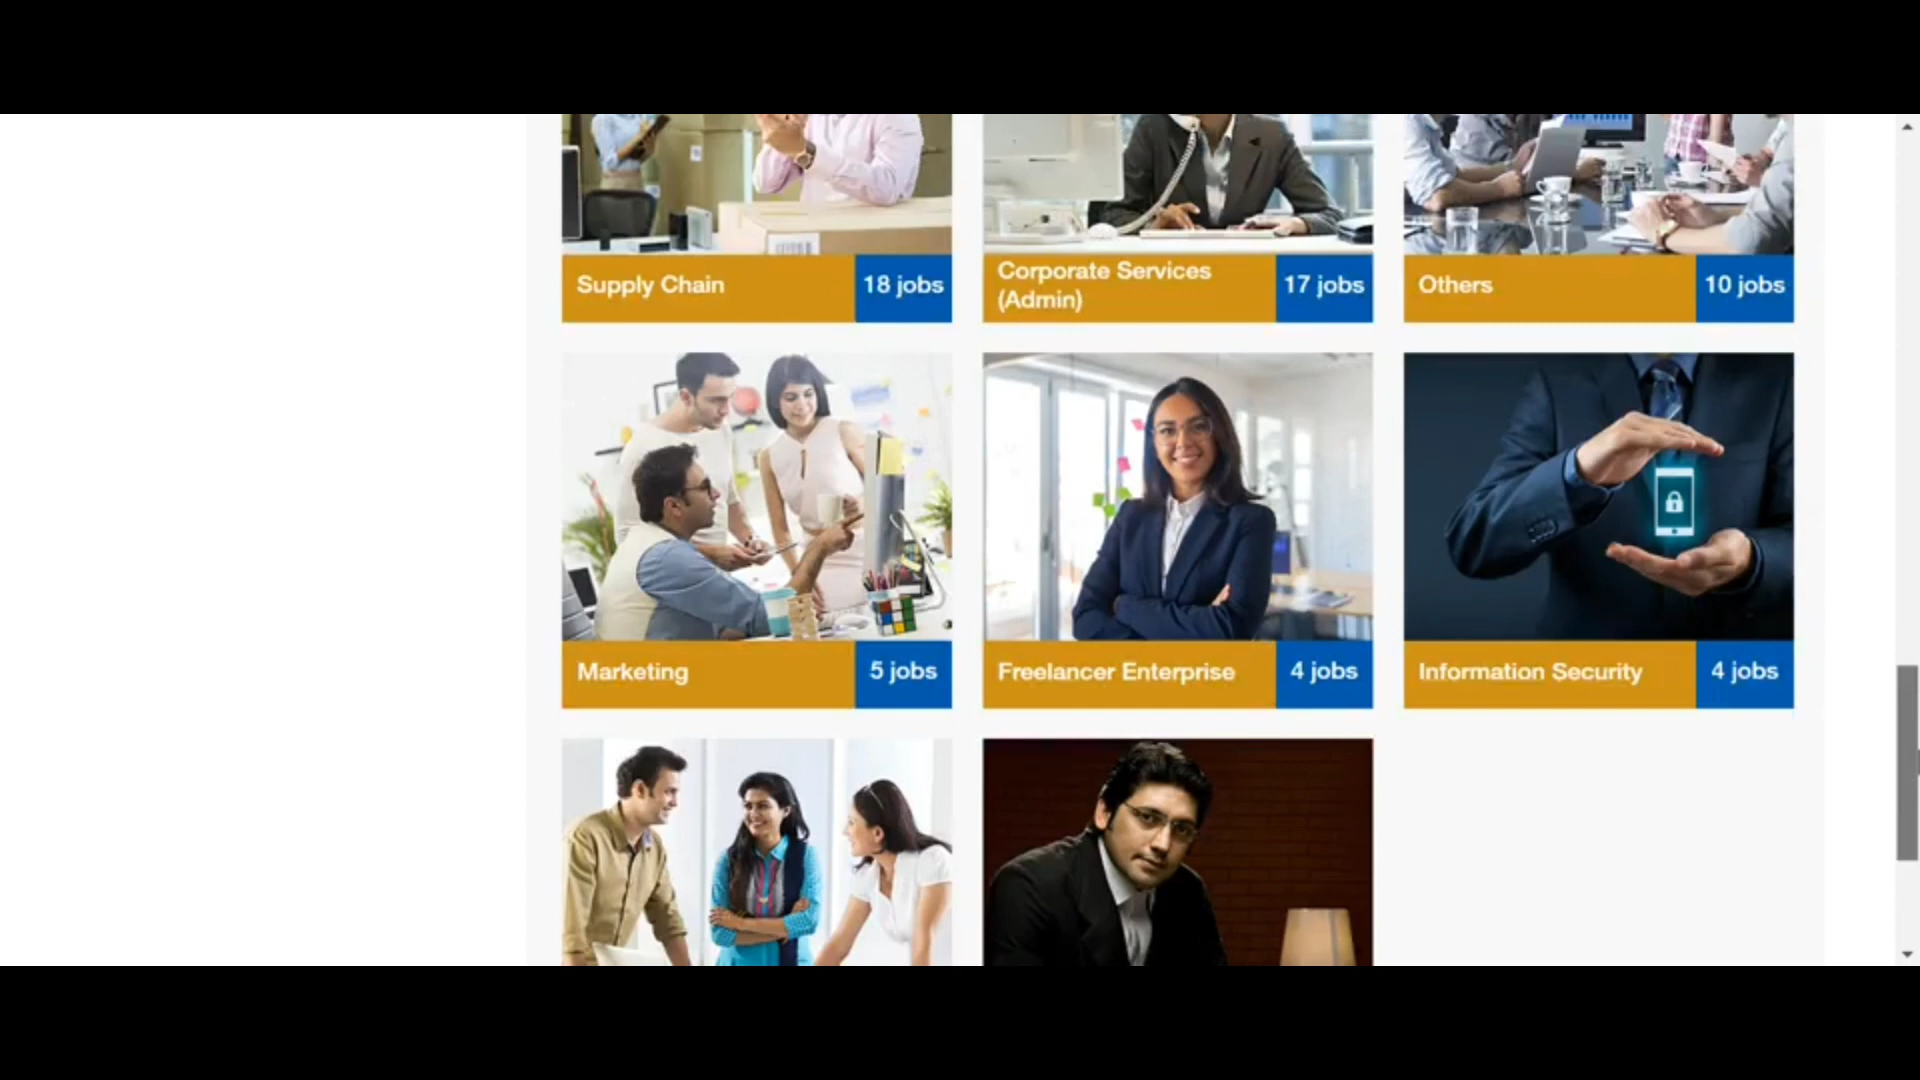 Supply Chain
18 jobs
Corporate Services
(Admin)
17 jobs
Others
10 jobs
Marketing
5 jobs
Freelancer Enterprise
4 jobs
Information Security
4 jobs